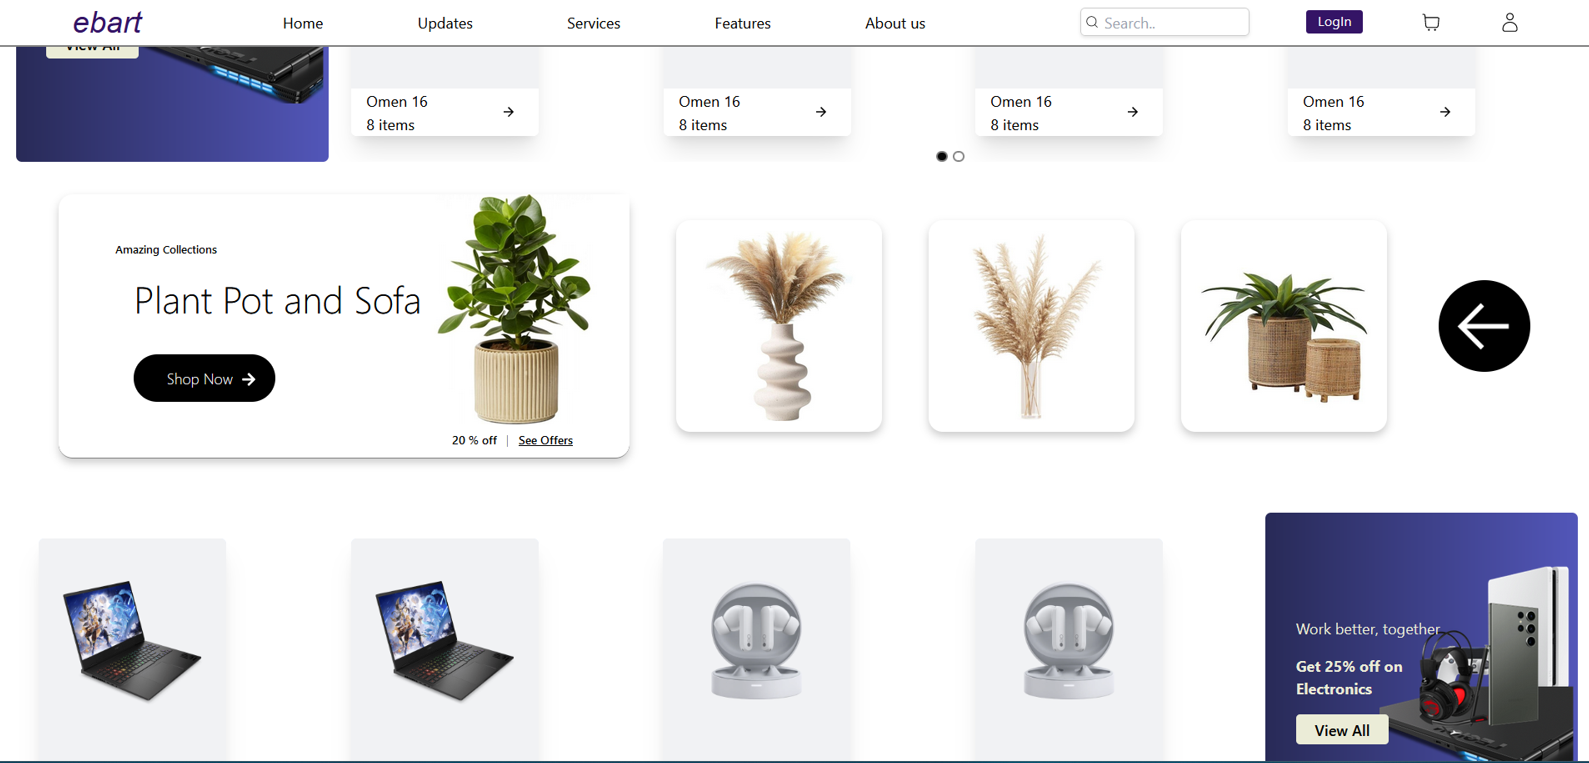 ebart
Home
Updates
Services
Features
About us
Search..
LogIn
View All
Omen 16
8 items
Omen 16
8 items
Omen 16
8 items
Omen 16
8 items
Amazing Collections
Plant Pot and Sofa
Shop Now
20 % off | See Offers
Work better, together
Get 25% off on
Electronics
View All